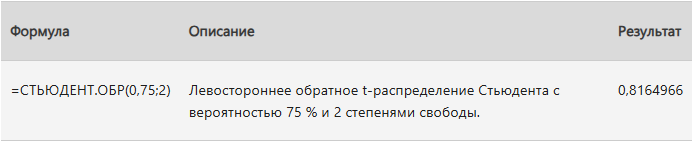 Формула Описание Результат
=СТЬЮДЕНТ.ОБР(0,75;2) Левостороннее обратное t-распределение Стьюдента с 0,8164966
вероятностью 75 % и 2 степенями свободы.